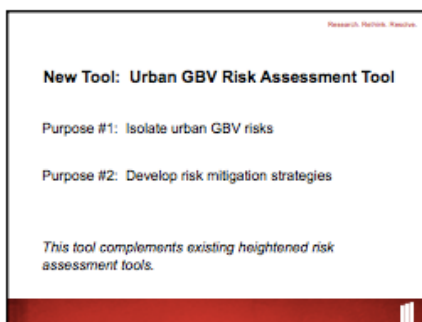 Research. Rethink. Resolve.
New Tool: Urban GBV Risk Assessment Tool
Purpose #1: Isolate urban GBV risks
Purpose #2: Develop risk mitigation strategies
This tool complements existing heightened risk
assessment tools.